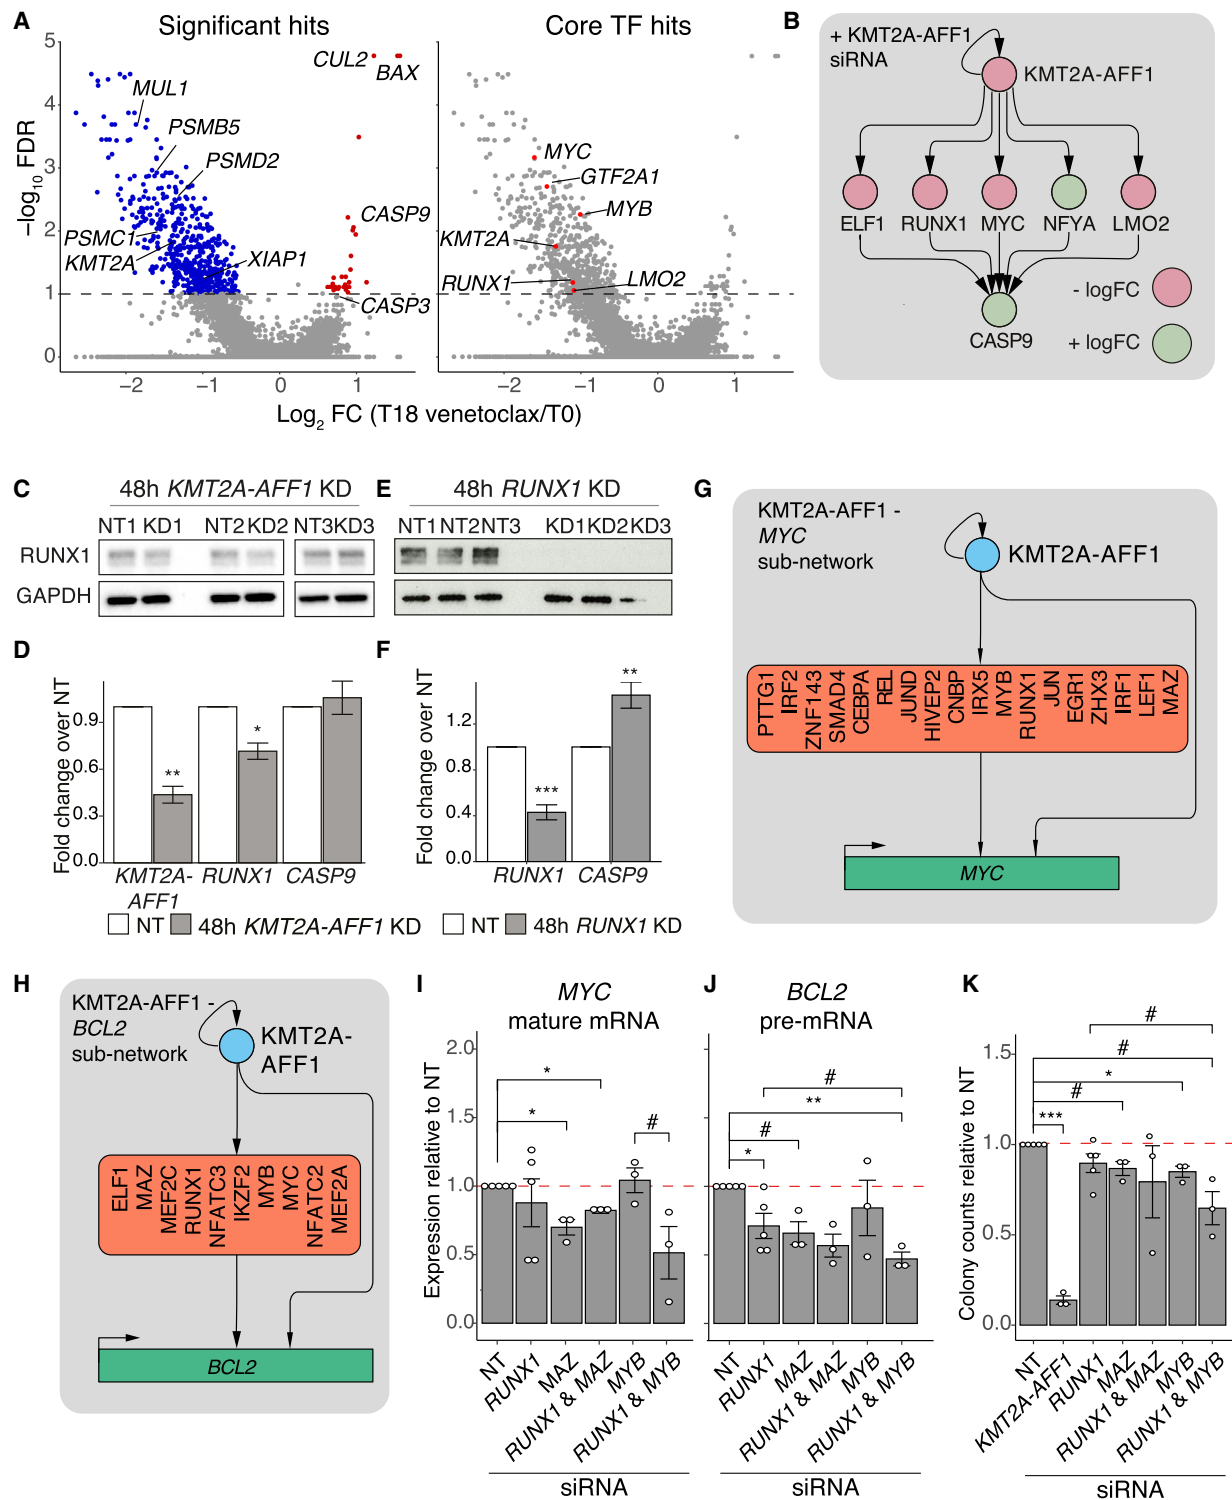 A
Significant hits
Core TF hits
−log10 FDR
5
4
3
2
1
0
CUL2
BAX
MUL1
PSMB5
PSMD2
CASP9
PSMC1
KMT2A
XIAP1
CASP3
MYC
GTF2A1
MYB
KMT2A
RUNX1
LMO2
−2
−1
0
1
−2
−1
0
1
Log2 FC (T18 venetoclax/T0)
B
+ KMT2A-AFF1
siRNA
KMT2A-AFF1
ELF1
RUNX1
MYC
NFYA
LMO2
CASP9
- logFC
+ logFC
C
48h KMT2A-AFF1 KD
NT1 KD1
NT2 KD2
NT3 KD3
RUNX1
GAPDH
E
48h RUNX1 KD
NT1 NT2 NT3
KD1 KD2 KD3
D
Fold change over NT
0.9
0.6
0.3
0.0
**
*
KMT2A-
AFF1
RUNX1
CASP9
NT
48h KMT2A-AFF1 KD
F
Fold change over NT
1.2
0.8
0.4
0.0
***
**
RUNX1
CASP9
NT
48h RUNX1 KD
G
KMT2A-AFF1 -
MYC
sub-network
KMT2A-AFF1
PTTG1
IRF2
ZNF143
SMAD4
CEBPA
REL
JUND
HIVEP2
CNBP
IRX5
MYB
RUNX1
JUN
EGR1
ZHX3
IRF1
LEF1
MAZ
MYC
H
KMT2A-AFF1 -
BCL2
sub-network
KMT2A-
AFF1
ELF1
MAZ
MEF2C
RUNX1
NFATC3
IKZF2
MYB
MYC
NFATC2
MEF2A
BCL2
I
MYC
mature mRNA
Expression relative to NT
2.0
1.5
1.0
0.5
0.0
*
*
#
NT
RUNX1
MAZ
RUNX1 & MAZ
MYB
RUNX1 & MYB
siRNA
J
BCL2
pre-mRNA
#
**
#
*
NT
RUNX1
MAZ
RUNX1 & MAZ
MYB
RUNX1 & MYB
siRNA
K
Colony counts relative to NT
1.5
1.0
0.5
0.0
#
#
*
#
***
NT
KMT2A-AFF1
RUNX1
MAZ
RUNX1 & MAZ
MYB
RUNX1 & MYB
siRNA